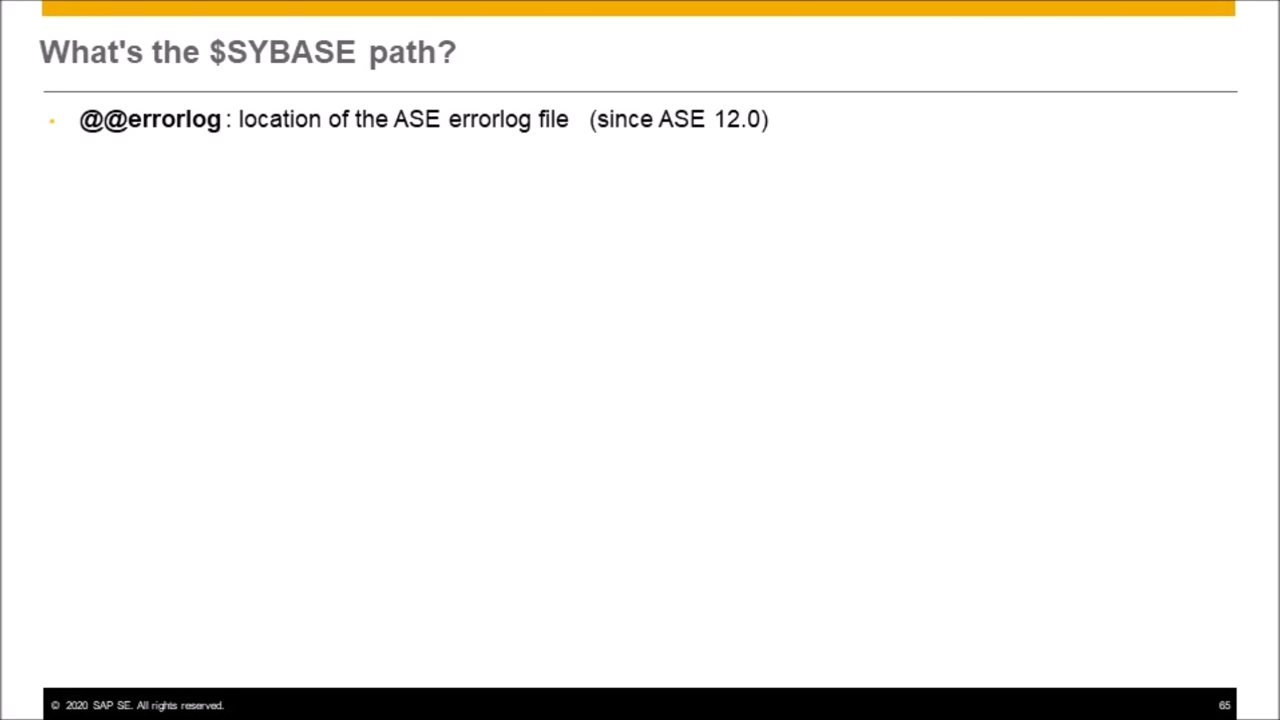 What's the $SYBASE path?
@@errorlog : location of the ASE errorlog file (since ASE 12.0)
© 2020 SAP SE. All rights reserved.
65